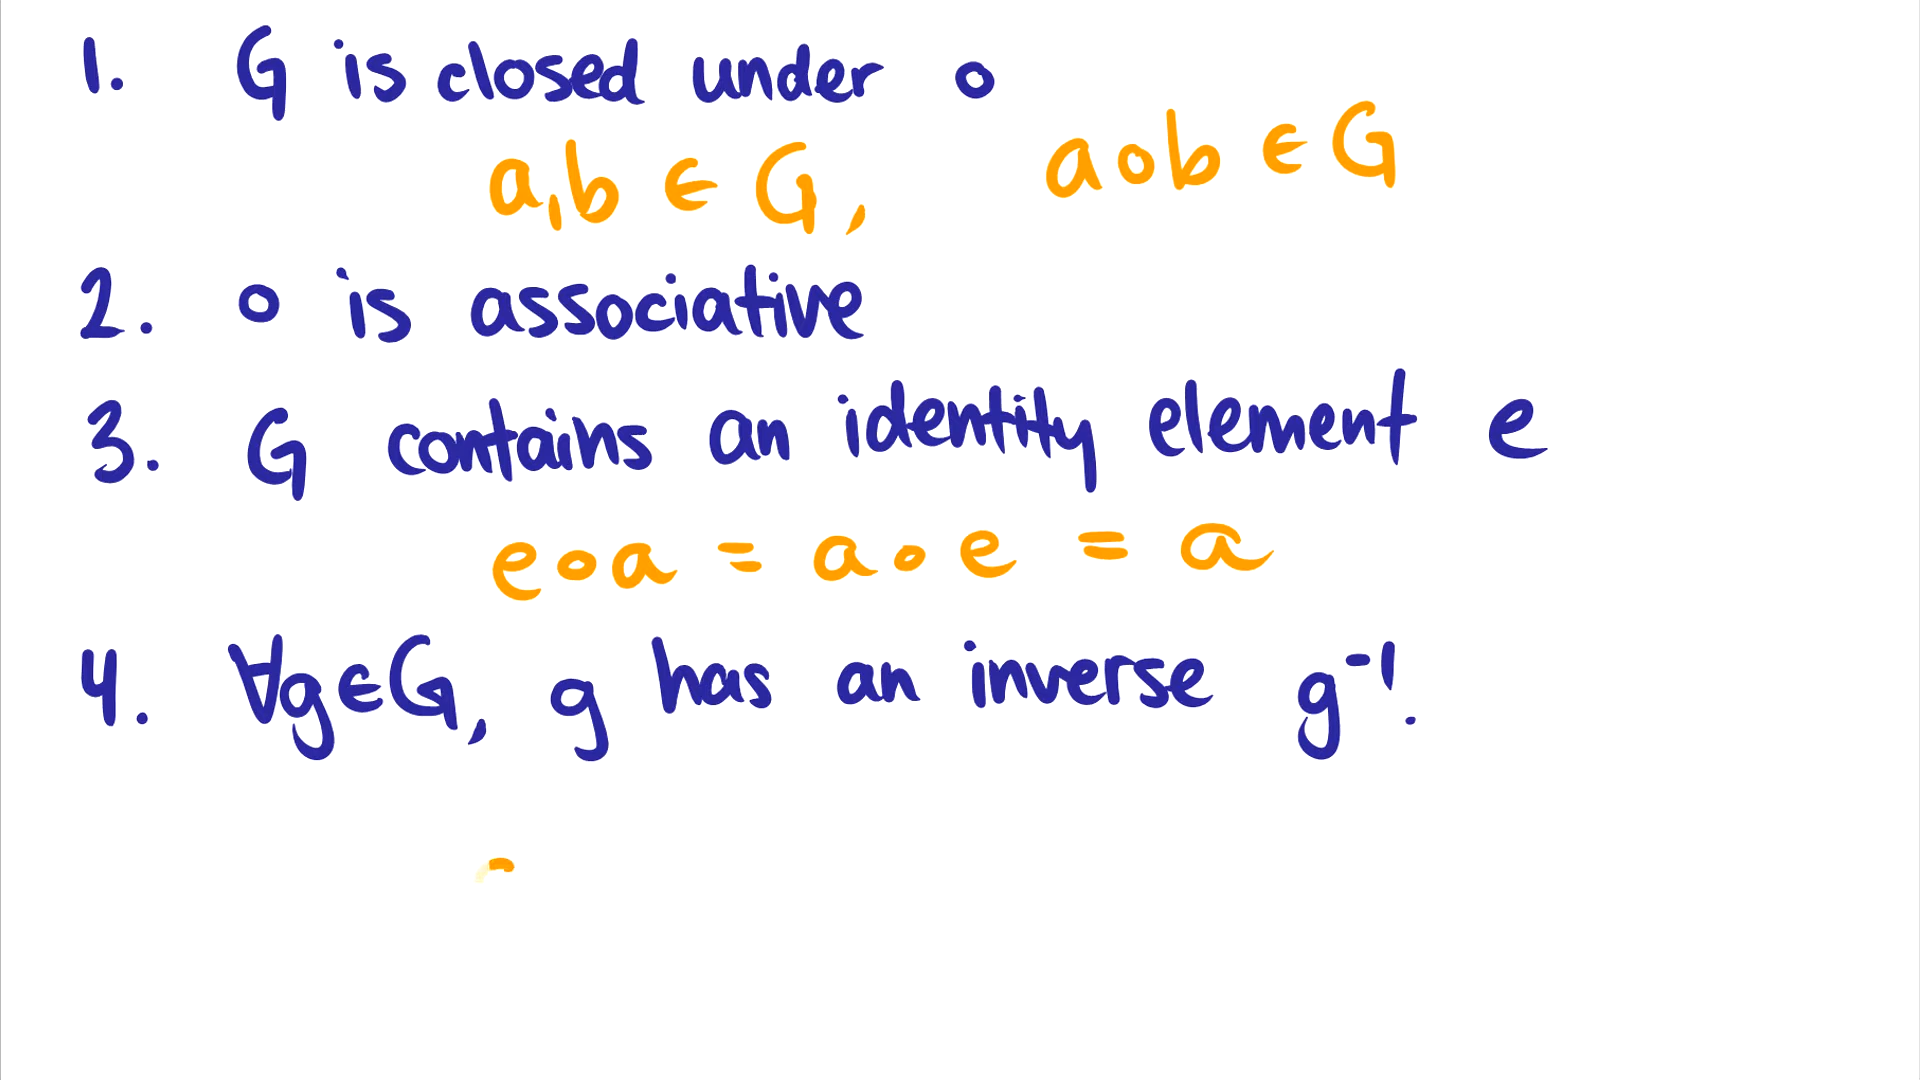 1. G is closed under ∘
a,b ∈ G, a∘b ∈ G
2. ∘ is associative
3. G contains an identity element e
e∘a = a∘e = a
4. ∀g∈G, g has an inverse g⁻¹.